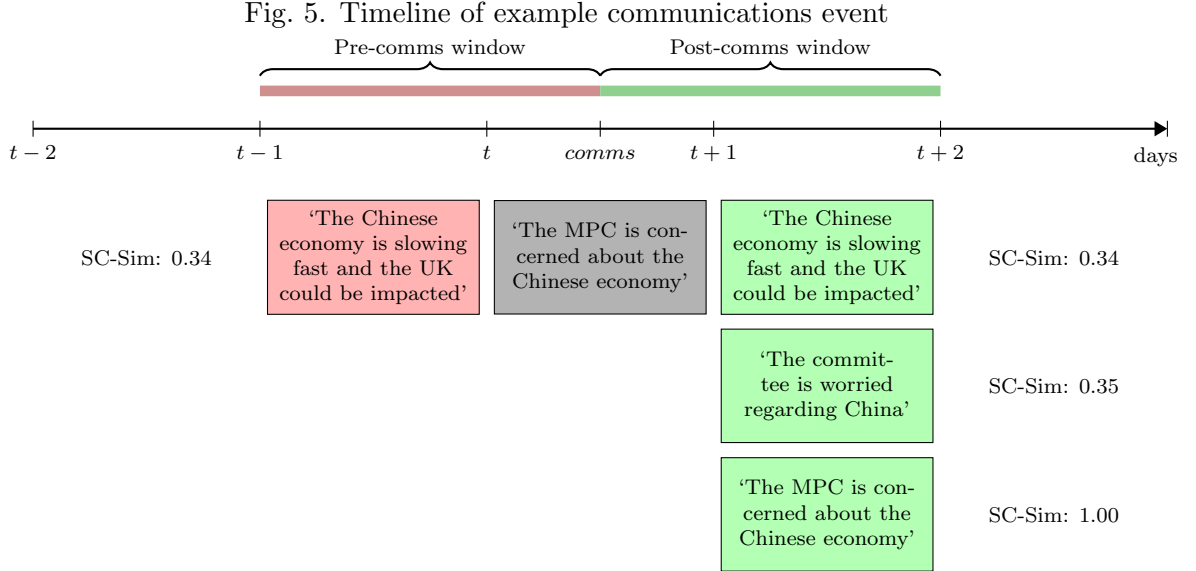 Fig. 5. Timeline of example communications event
Pre-comms window
Post-comms window
t − 2
t − 1
t
comms
t + 1
t + 2
days
SC-Sim: 0.34
‘The Chinese
economy is slowing
fast and the UK
could be impacted’
‘The MPC is con-
cerned about the
Chinese economy’
‘The Chinese
economy is slowing
fast and the UK
could be impacted’
SC-Sim: 0.34
‘The commit-
tee is worried
regarding China’
SC-Sim: 0.35
‘The MPC is con-
cerned about the
Chinese economy’
SC-Sim: 1.00